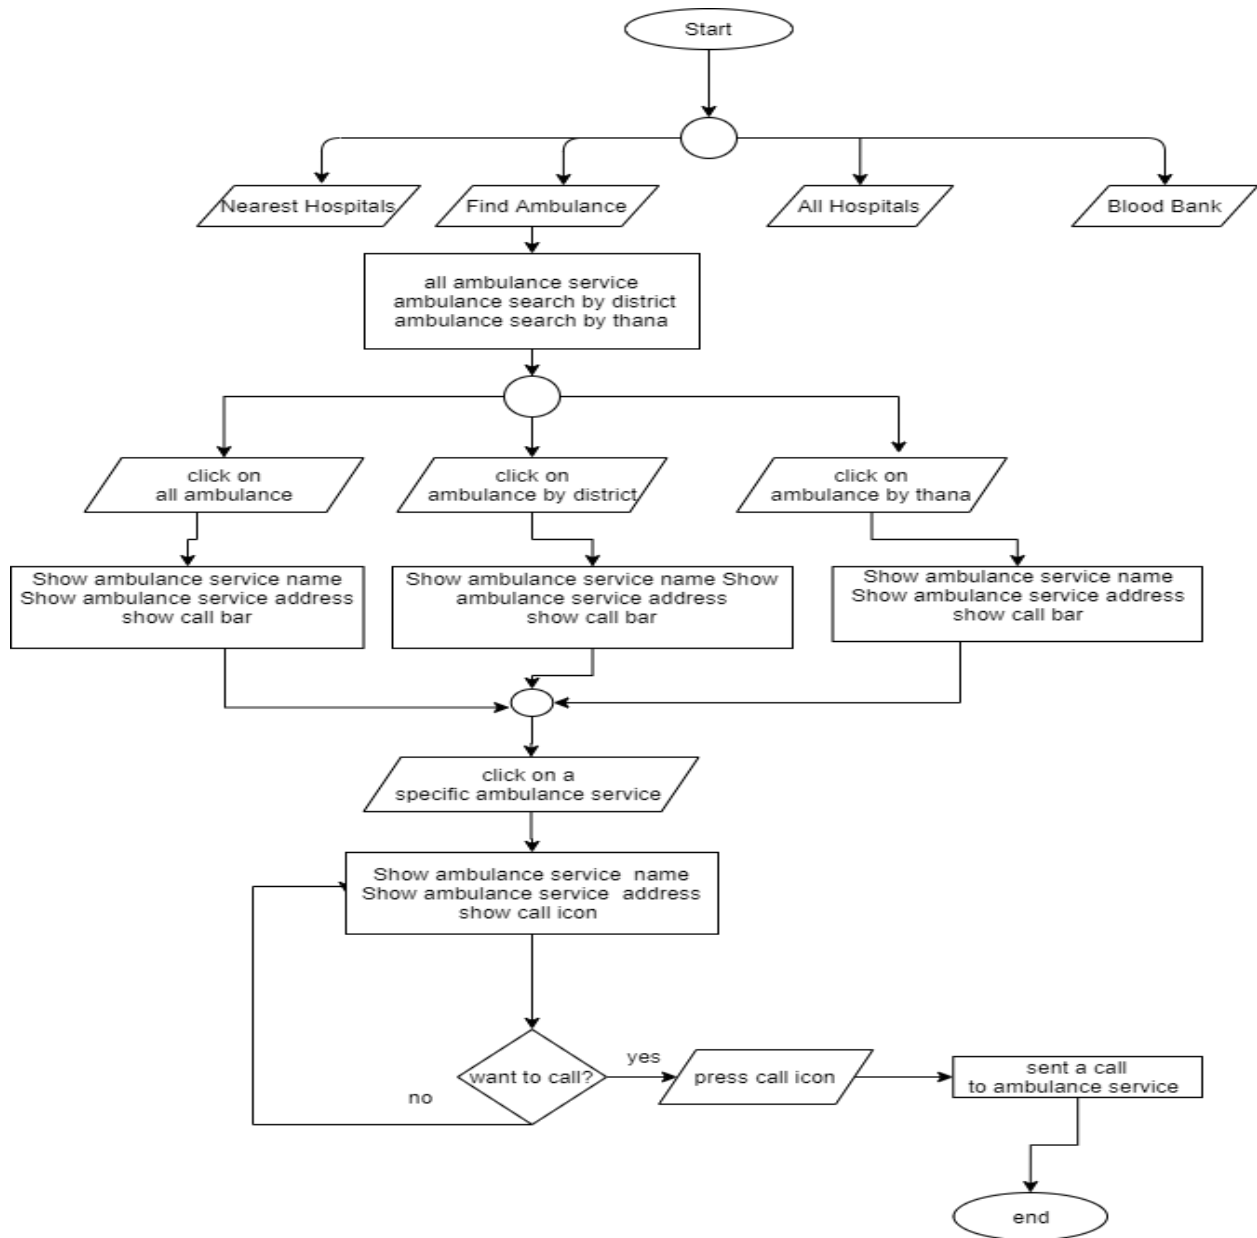 Start
Nearest Hospitals
Find Ambulance
All Hospitals
Blood Bank
all ambulance service
ambulance search by district
ambulance search by thana
click on
all ambulance
click on
ambulance by district
click on
ambulance by thana
Show ambulance service name
Show ambulance service address
show call bar
Show ambulance service name Show
ambulance service address
show call bar
Show ambulance service name
Show ambulance service address
show call bar
click on a
specific ambulance service
Show ambulance service name
Show ambulance service address
show call icon
want to call?
yes
no
press call icon
sent a call
to ambulance service
end